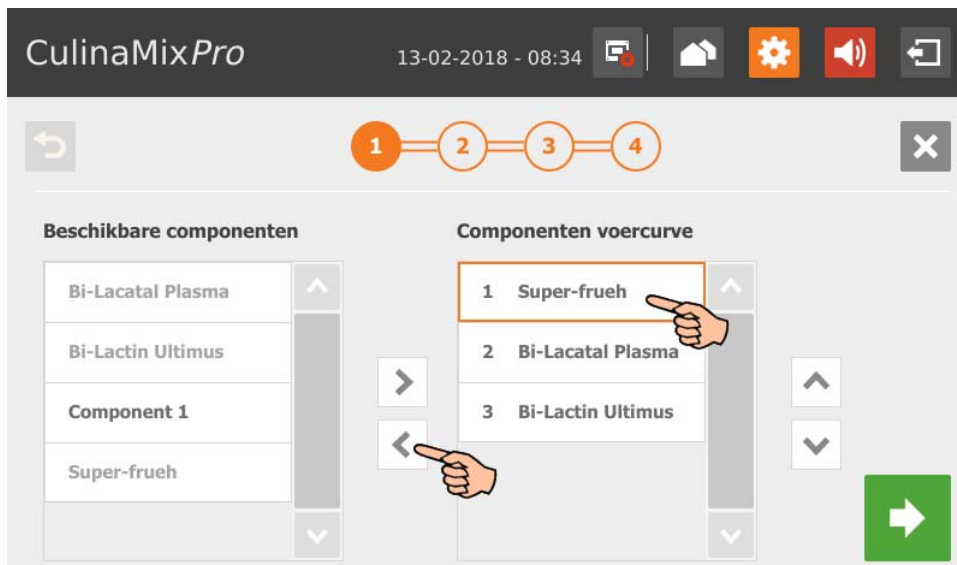 CulinaMixPro
13-02-2018 - 08:34
1
2
3
4
Beschikbare componenten
Componenten voercurve
Bi-Lacatal Plasma
Bi-Lactin Ultimus
Component 1
Super-frueh
1 Super-frueh
2 Bi-Lacatal Plasma
3 Bi-Lactin Ultimus